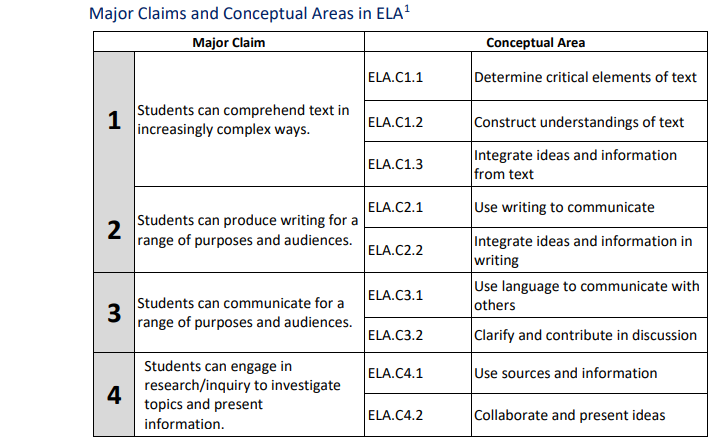 Major Claims and Conceptual Areas in ELA1
Major Claim Conceptual Area
1
Students can comprehend text in
increasingly complex ways.
ELA.C1.1 Determine critical elements of text
ELA.C1.2 Construct understandings of text
ELA.C1.3 Integrate ideas and information
from text
2
Students can produce writing for a
range of purposes and audiences.
ELA.C2.1 Use writing to communicate
ELA.C2.2 Integrate ideas and information in
writing
3
Students can communicate for a
range of purposes and audiences.
ELA.C3.1 Use language to communicate with
others
ELA.C3.2 Clarify and contribute in discussion
4
Students can engage in
research/inquiry to investigate
topics and present
information.
ELA.C4.1 Use sources and information
ELA.C4.2 Collaborate and present ideas